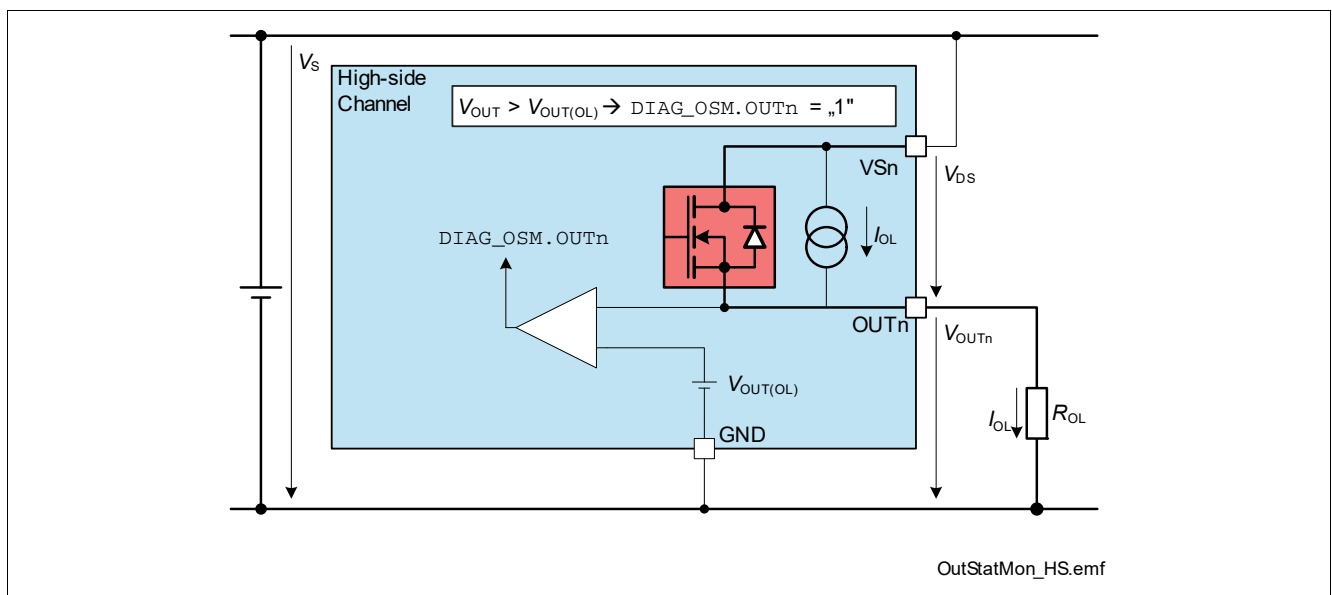 VS
High-side
Channel
VOUT > VOUT(OL) → DIAG_OSM.OUTn = „1"
VSn
VDS
IOL
DIAG_OSM.OUTn
OUTn
VOUTn
VOUT(OL)
IOL
ROL
GND
OutStatMon_HS.emf